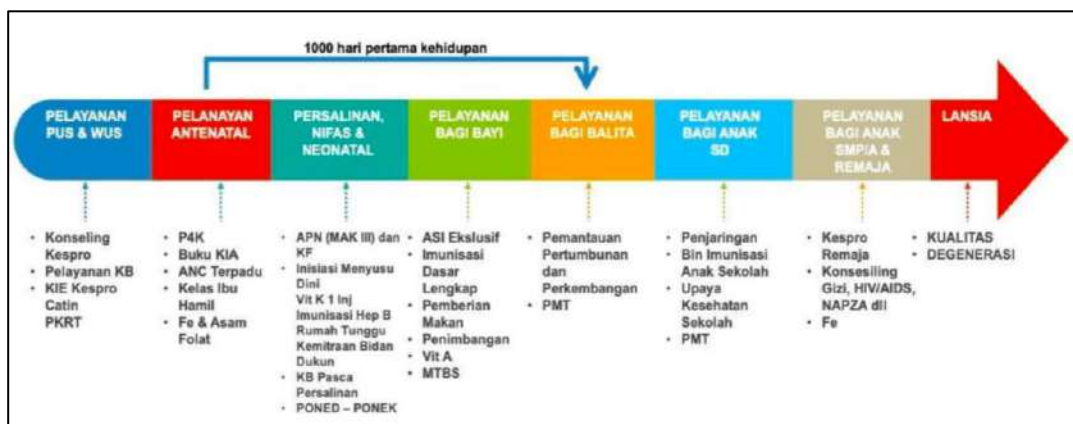 1000 hari pertama kehidupan
PELAYANAN
PUS & WUS
PELANAYAN
ANTENATAL
PERSALINAN,
NIFAS &
NEONATAL
PELAYANAN
BAGI BAYI
PELAYANAN
BAGI BALITA
PELAYANAN
BAGI ANAK
SD
PELAYANAN
BAGI ANAK
SMP/A &
REMAJA
LANSIA
• Konseling
Kespro
• Pelayanan KB
• KIE Kespro
Catin
PKRT
• P4K
• Buku KIA
• ANC Terpadu
• Kelas Ibu
Hamil
• Fe & Asam
Folat
• APN (MAK III) dan
KF
• Inisiasi Menyusu
Dini
Vit K 1 Inj
Imunisasi Hep B
Rumah Tunggu
Kemitraan Bidan
Dukun
• KB Pasca
Persalinan
• PONED – PONEK
• ASI Ekslusif
• Imunisasi
Dasar
Lengkap
• Pemberian
Makan
• Penimbangan
• Vit A
• MTBS
• Pemantauan
Pertumbunan
dan
Perkembangan
• PMT
• Penjaringan
• Bin Imunisasi
Anak Sekolah
• Upaya
Kesehatan
Sekolah
• PMT
• Kespro
Remaja
• Konsesiling
Gizi, HIV/AIDS,
NAPZA dll
• Fe
• KUALITAS
• DEGENERASI